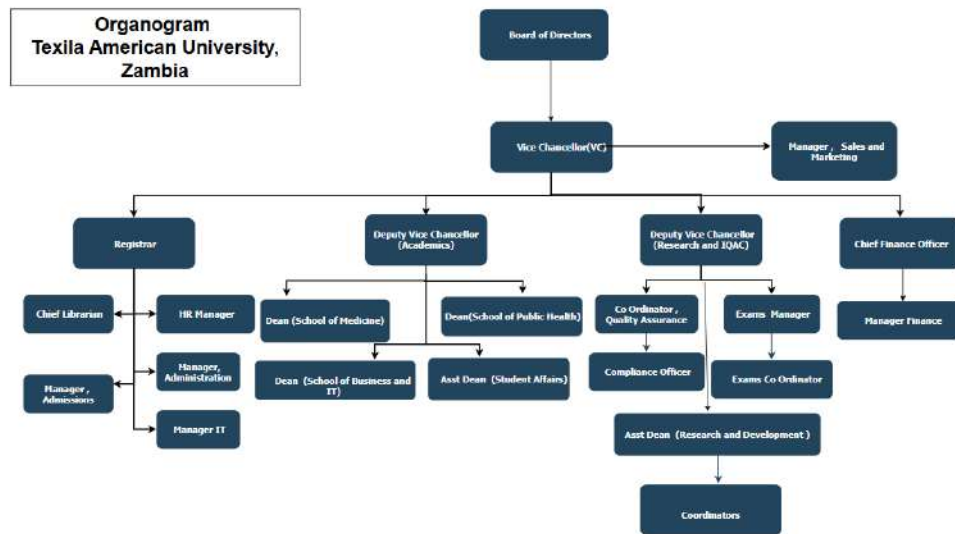 Organogram
Texila American University,
Zambia
Board of Directors
Vice Chancellor(VC)
Manager , Sales and
Marketing
Registrar
Deputy Vice Chancellor
(Academics)
Deputy Vice Chancellor
(Research and IQAC)
Chief Finance Officer
Chief Librarian
HR Manager
Dean (School of Medicine)
Dean(School of Public Health)
Co Ordinator ,
Quality Assurance
Exams Manager
Manager Finance
Manager,
Administration
Manager ,
Admissions
Dean (School of Business and
IT)
Asst Dean (Student Affairs)
Compliance Officer
Exams Co Ordinator
Manager IT
Asst Dean (Research and Development )
Coordinators